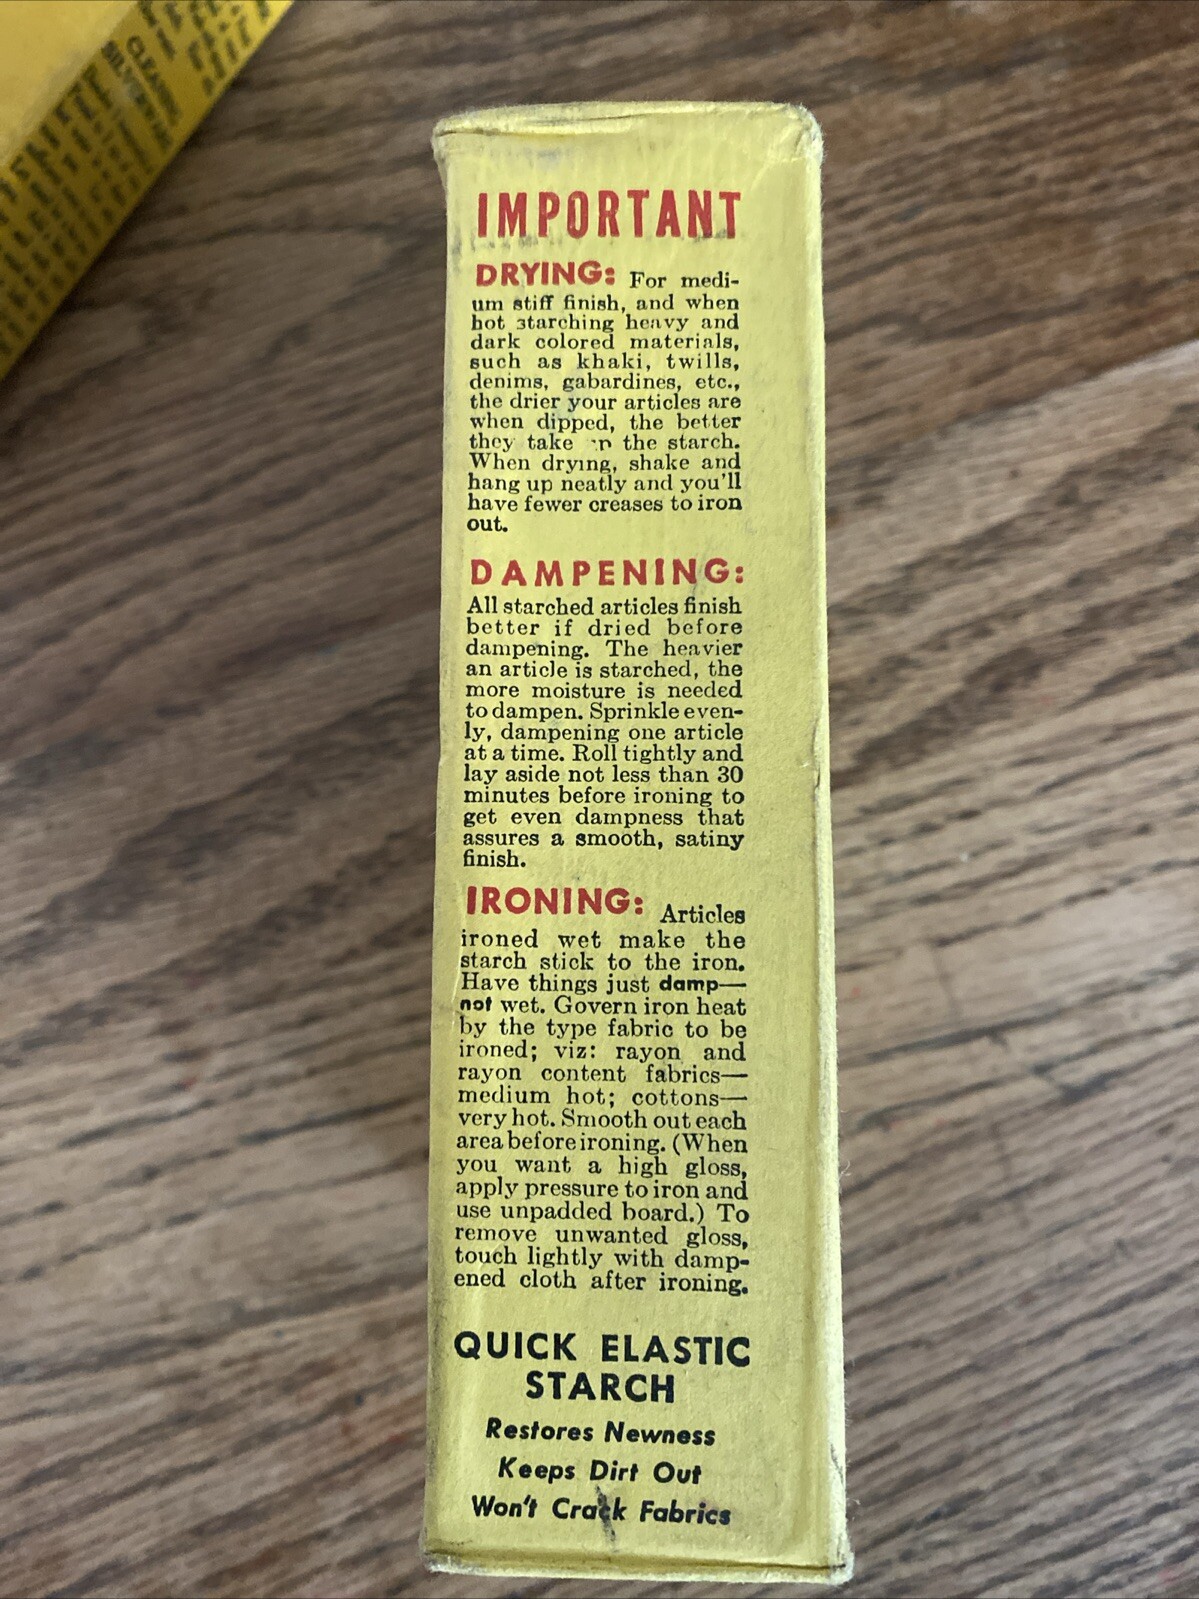 CLEANING
SILVERWARE
IMPORTANT
DRYING: For medi-
um stiff finish, and when
hot starching heavy and
dark colored materials,
such as khaki, twills,
denims, gabardines, etc.,
the drier your articles are
when dipped, the better
they take the starch.
When drying, shake and
hang up neatly and you'll
have fewer creases to iron
out.
DAMPENING:
All starched articles finish
better if dried before
dampening. The heavier
an article is starched, the
more moisture is needed
to dampen. Sprinkle even-
ly, dampening one article
at a time. Roll tightly and
lay aside not less than 30
minutes before ironing to
get even dampness that
assures a smooth, satiny
finish.
IRONING: Articles
ironed wet make the
starch stick to the iron.
Have things just damp—
not wet. Govern iron heat
by the type fabric to be
ironed; viz: rayon and
rayon content fabrics—
medium hot; cottons—
very hot. Smooth out each
area before ironing. (When
you want a high gloss,
apply pressure to iron and
use unpadded board.) To
remove unwanted gloss,
touch lightly with damp-
ened cloth after ironing.
QUICK ELASTIC
STARCH
Restores Newness
Keeps Dirt Out
Won't Crack Fabrics